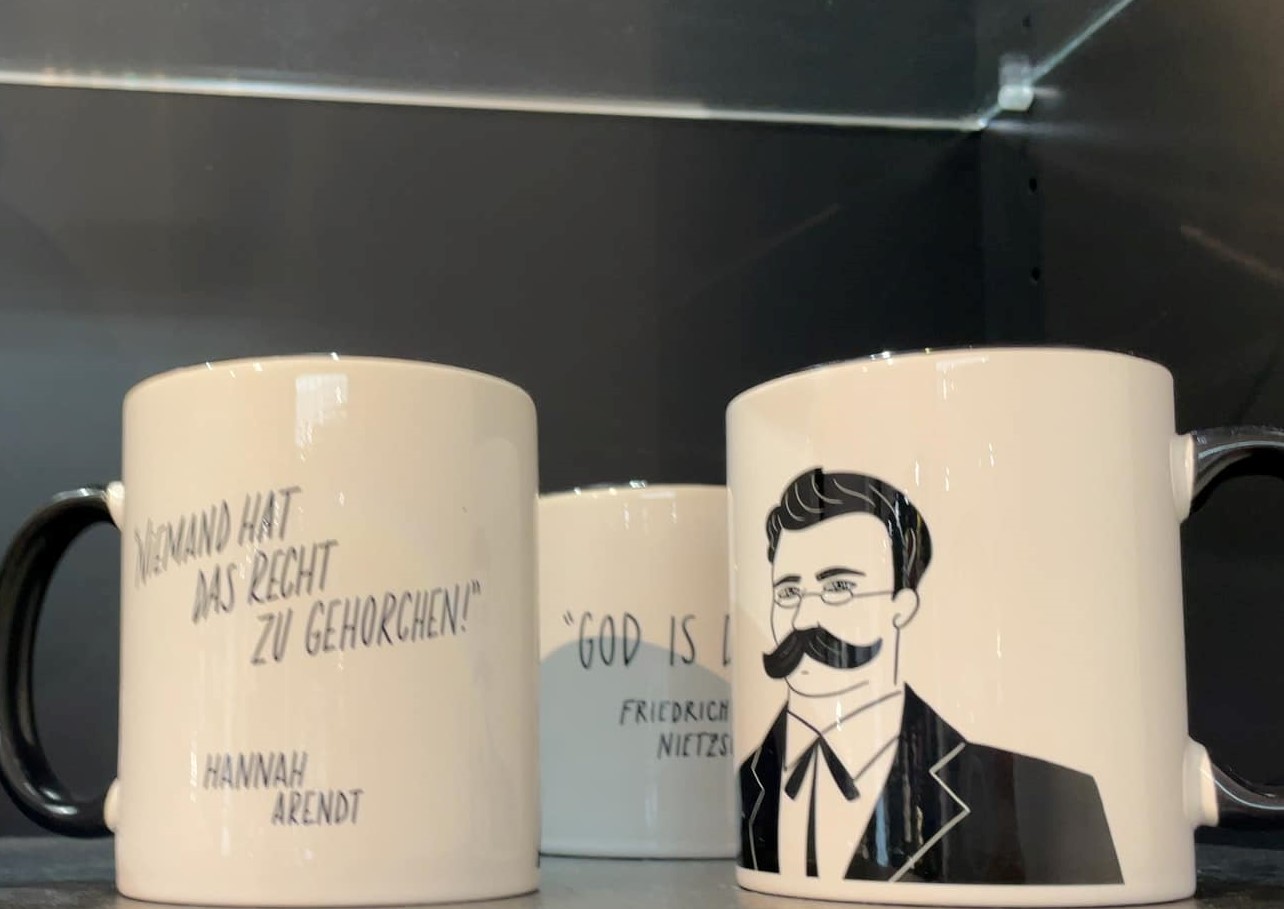 "NIEMAND HAT
DAS RECHT
ZU GEHORCHEN!"
HANNAH
ARENDT
"GOD IS
FRIEDRICH